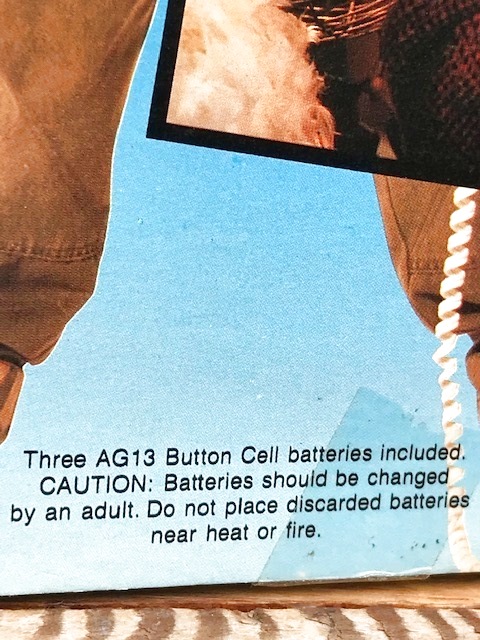 Three AG13 Button Cell batteries included.
CAUTION: Batteries should be changed
by an adult. Do not place discarded batteries
near heat or fire.